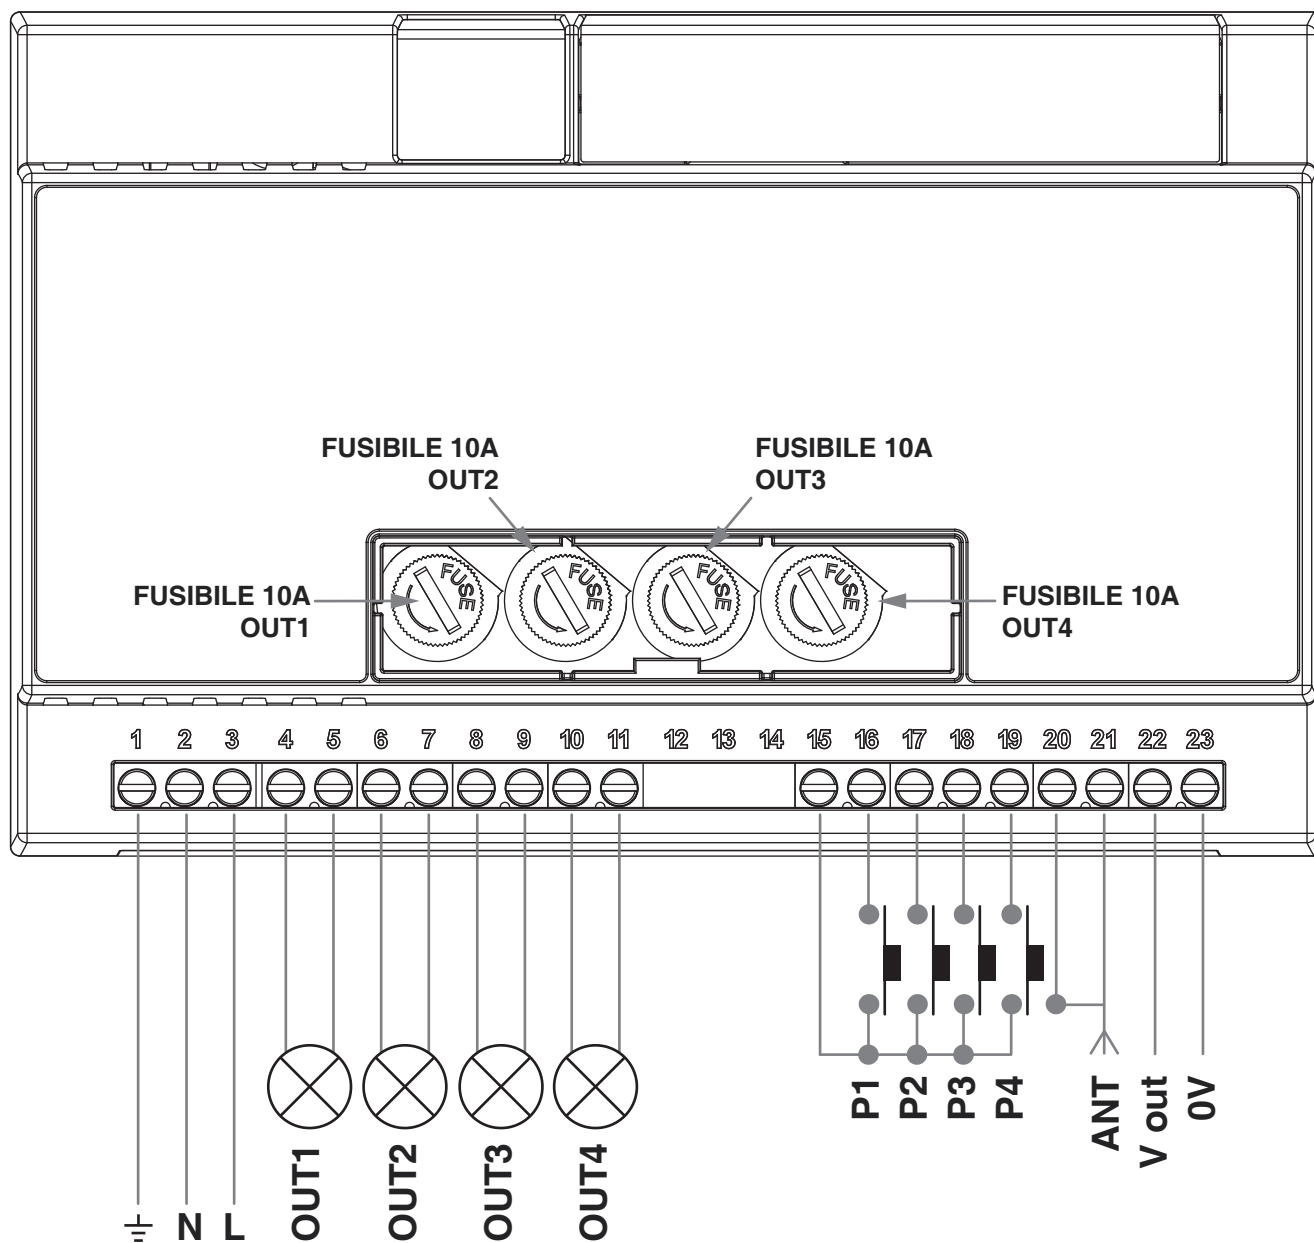 FUSIBILE 10A
OUT2
FUSIBILE 10A
OUT3
FUSIBILE 10A
OUT1
FUSE
FUSE
FUSE
FUSE
FUSIBILE 10A
OUT4
1 2 3 4 5 6 7 8 9 10 11 12 13 14 15 16 17 18 19 20 21 22 23
N
L
OUT1
OUT2
OUT3
OUT4
P1
P2
P3
P4
ANT
V out
0V